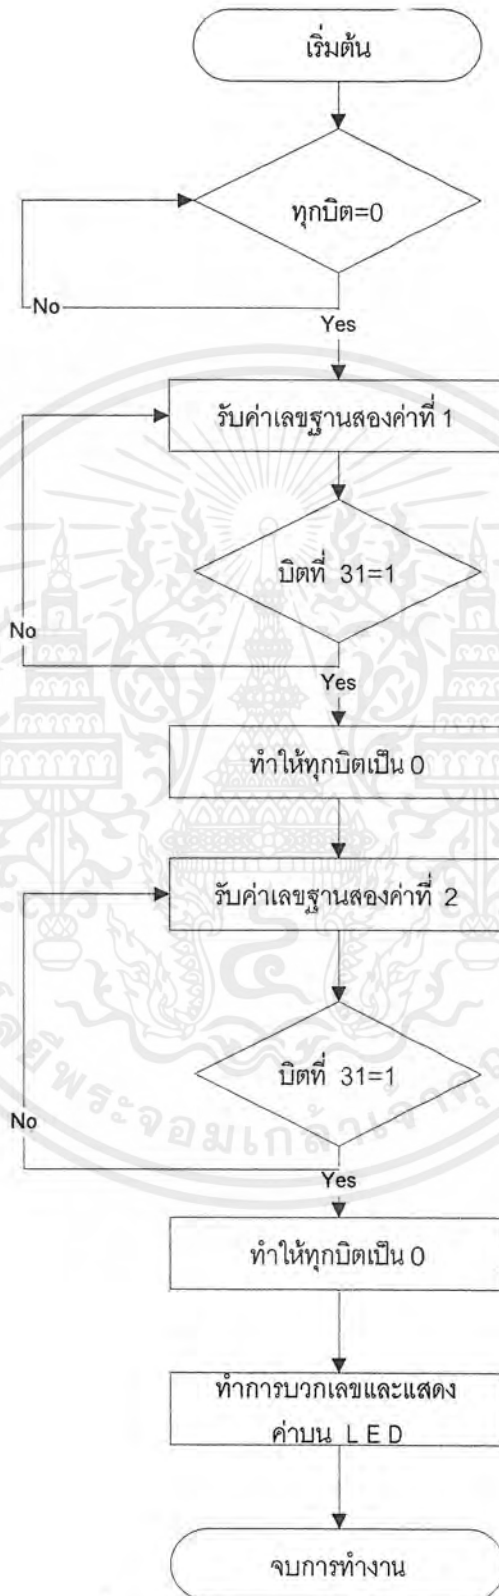 เริ่มต้น
ทุกบิต=0
No
Yes
รับค่าเลขฐานสองค่าที่ 1
บิตที่ 31=1
No
Yes
ทำให้ทุกบิตเป็น 0
รับค่าเลขฐานสองค่าที่ 2
บิตที่ 31=1
No
Yes
ทำให้ทุกบิตเป็น 0
ทำการบวกเลขและแสดง
ค่าบน LED
จบการทำงาน